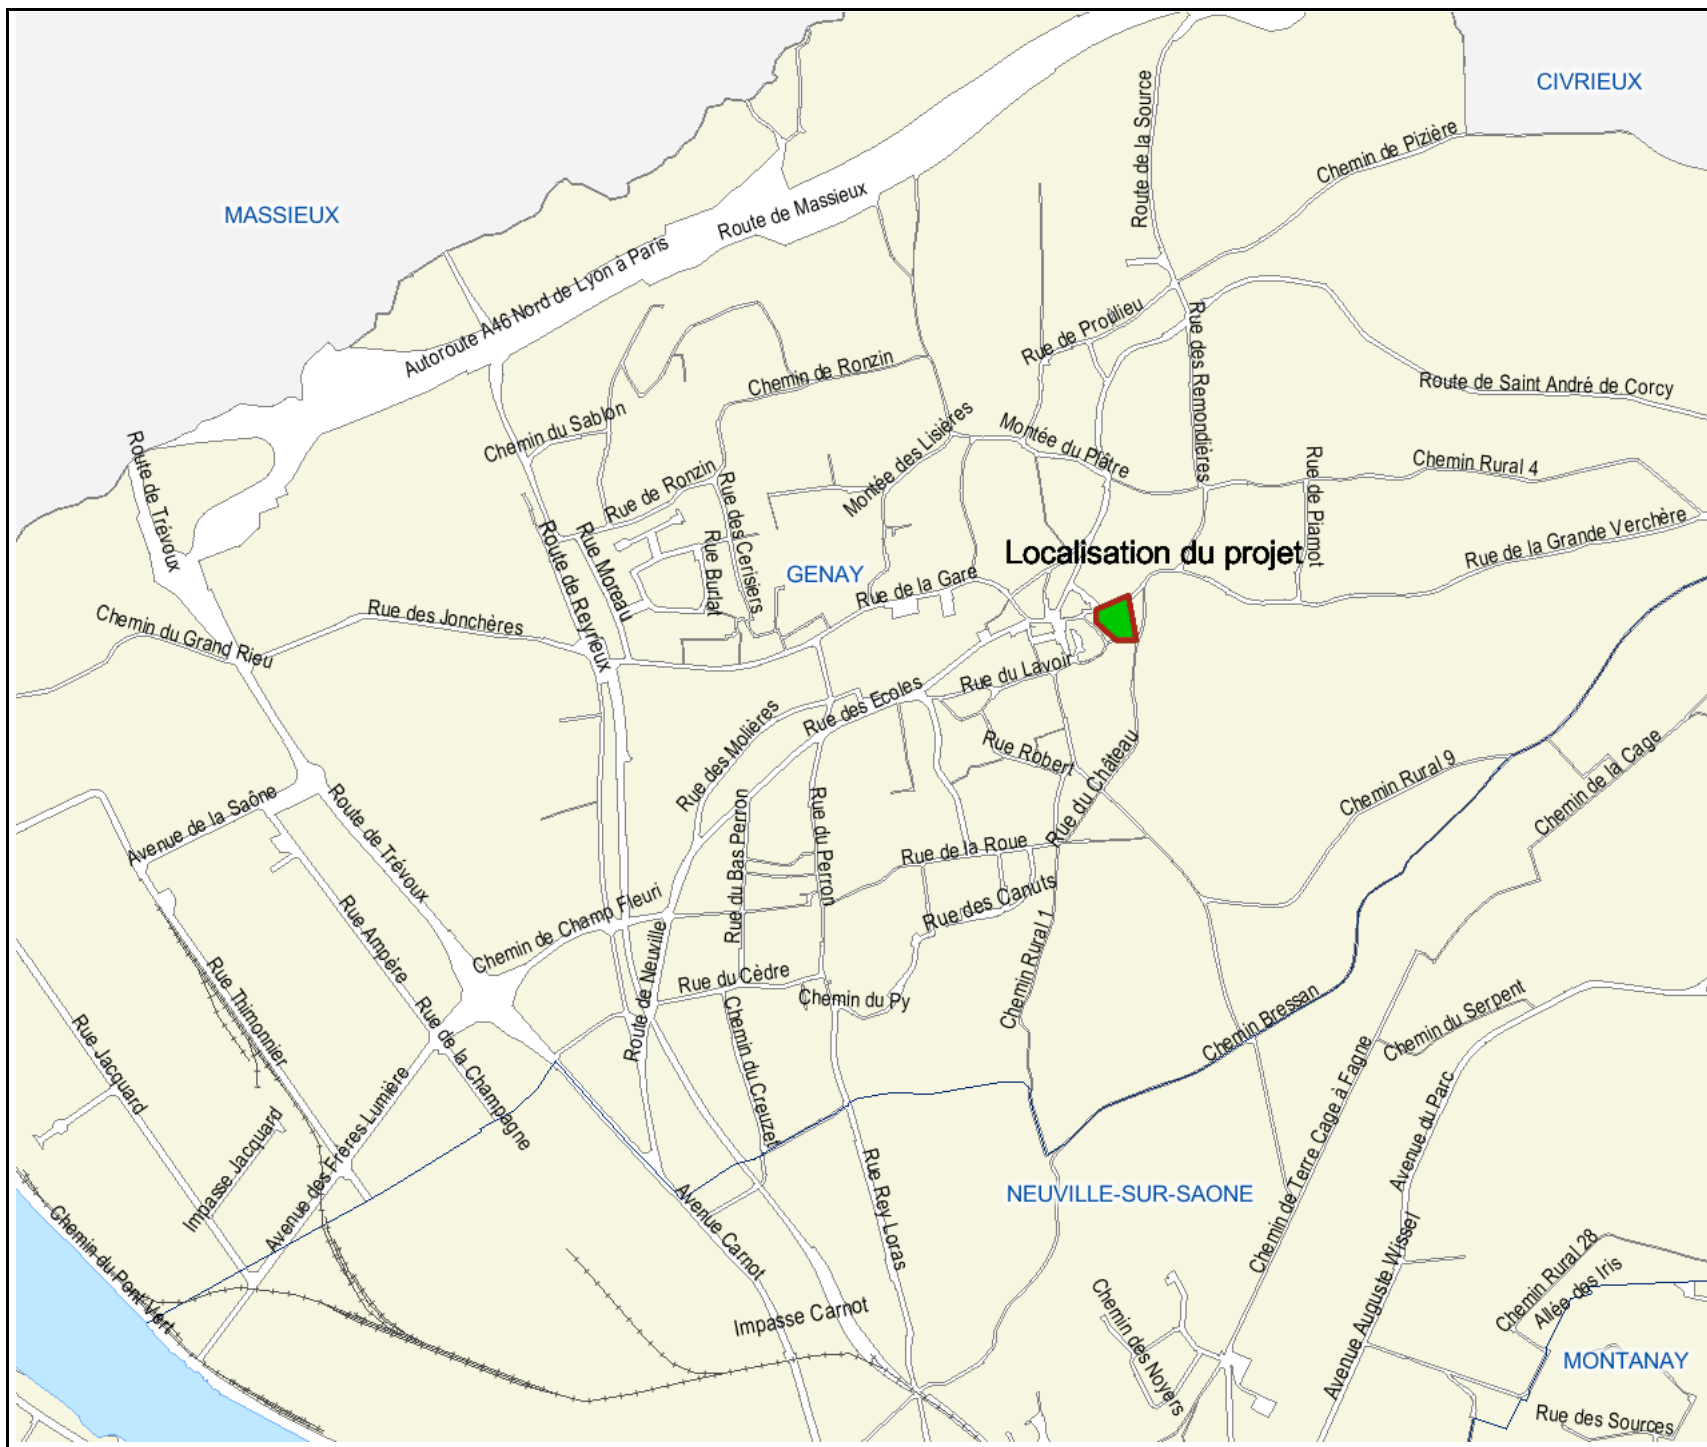 CIVRIEUX
Route de la Source
Chemin de Pizière
MASSIEUX
Route de Massieux
Autoroute A46 Nord de Lyon à Paris
Rue de Proulieu
Rue des Remondières
Chemin de Ronzin
Route de Saint André de Corcy
Chemin du Sablon
Montée des Lisières
Montée du Plâtre
Route de Trévoux
Rue de Ronzin
Rue des Cerisiers
Rue de Piamot
Chemin Rural 4
Route de Reyrieux
Rue Moreau
Rue Burlat
Localisation du projet
Rue de la Grande Verchère
GENAY
Rue de la Gare
Rue des Jonchères
Chemin du Grand Rieu
Rue du Lavoir
Rue des Ecoles
Rue des Molières
Rue Robert
Rue du Château
Chemin Rural 9
Chemin de la Cage
Avenue de la Saône
Route de Trévoux
Rue du Bas Perron
Rue du Perron
Rue de la Roue
Rue des Canuts
Chemin de Champ Fleuri
Rue Ampère
Route de Neuville
Chemin Rural 1
Rue Thimonnier
Rue du Cèdre
Chemin du Py
Rue de la Champagne
Chemin du Creuzet
Chemin Bressan
Chemin du Serpent
Rue Jacquard
Chemin de Terre Cage à Fagne
Avenue du Parc
Impasse Jacquard
Avenue des Frères Lumière
Rue Rey Loras
NEUVILLE-SUR-SAONE
Avenue Carnot
Chemin du Pont Vert
Avenue Auguste Wissel
Chemin Rural 28
Allée des Iris
Impasse Carnot
Chemin des Noyers
MONTANAY
Rue des Sources